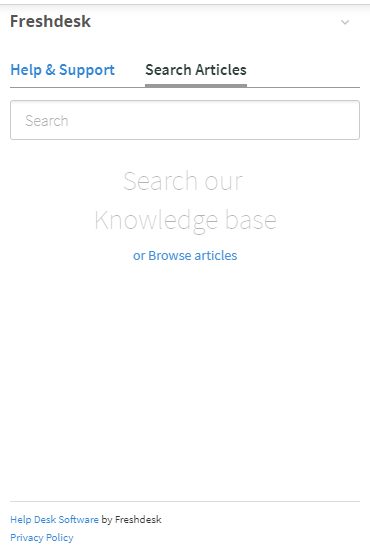 Freshdesk
Help & Support Search Articles
Search
Search our
Knowledge base
or Browse articles
Help Desk Software by Freshdesk
Privacy Policy